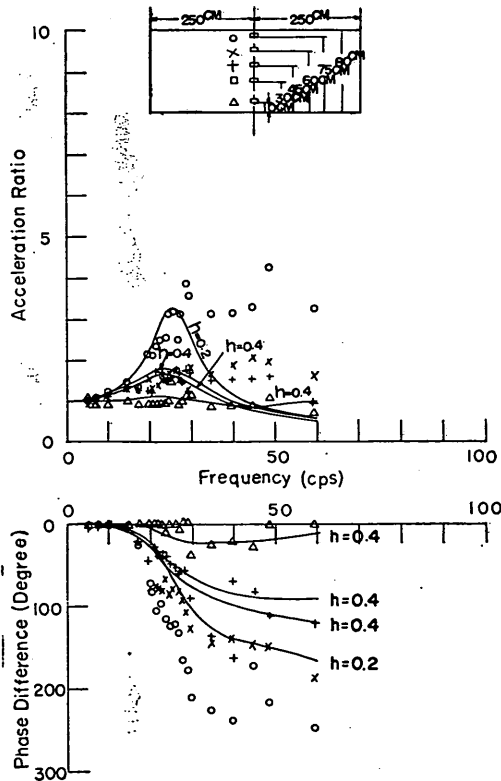 250CM 250CM
30CM
45CM
60CM
75CM
90CM
10
5
0
Acceleration Ratio
h=0.2
h=0.4
h=0.4
h=0.4
0 50 100
Frequency (cps)
0 50 100
0
100
200
300
Phase Difference (Degree)
h=0.4
h=0.4
h=0.4
h=0.2